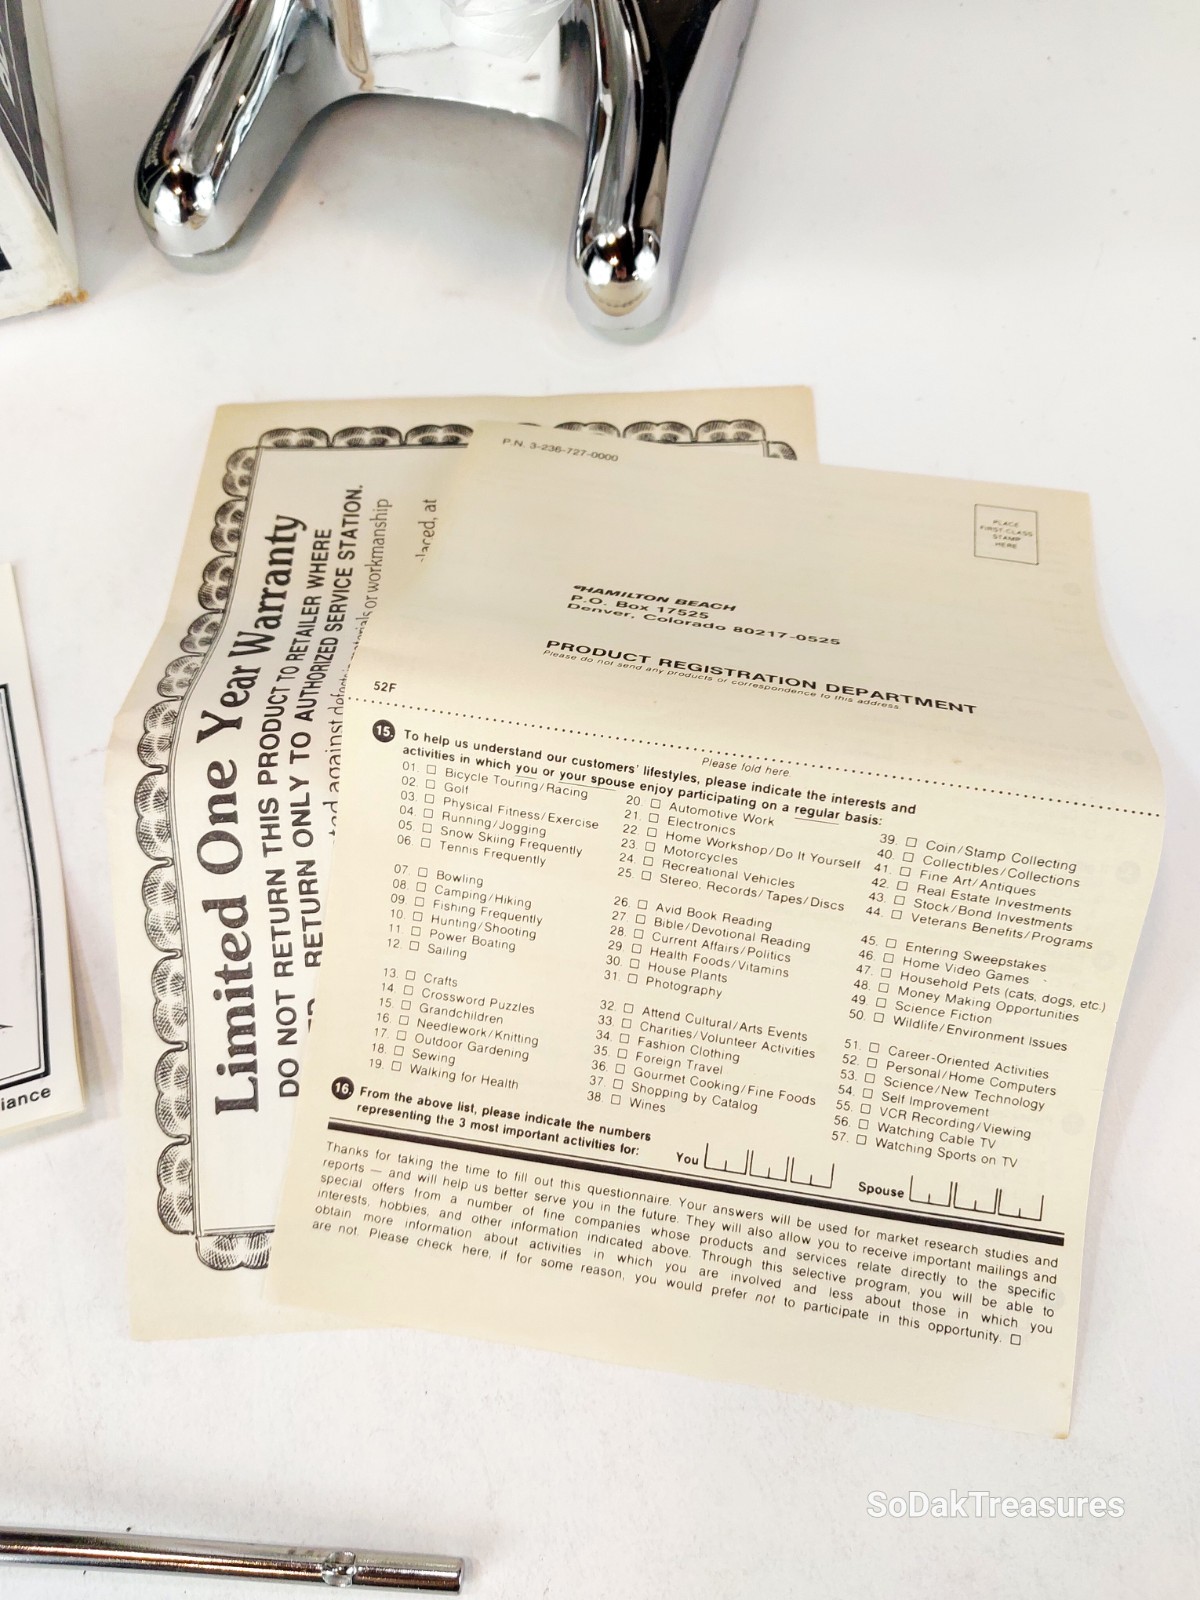 P.N. 3-236-727-0000
PLACE
FIRST-CLASS
STAMP
HERE
HAMILTON BEACH
P.O. Box 17525
Denver, Colorado 80217-0525
PRODUCT REGISTRATION DEPARTMENT
Please do not send any products or correspondence to this address.
52F
Please fold here
15. To help us understand our customers' lifestyles, please indicate the interests and
activities in which you or your spouse enjoy participating on a regular basis:
01. Bicycle Touring/Racing
02. Golf
03. Physical Fitness/Exercise
04. Running/Jogging
05. Snow Skiing Frequently
06. Tennis Frequently
07. Bowling
08. Camping/Hiking
09. Fishing Frequently
10. Hunting/Shooting
11. Power Boating
12. Sailing
13. Crafts
14. Crossword Puzzles
15. Grandchildren
16. Needlework/Knitting
17. Outdoor Gardening
18. Sewing
19. Walking for Health
20. Automotive Work
21. Electronics
22. Home Workshop/Do It Yourself
23. Motorcycles
24. Recreational Vehicles
25. Stereo, Records/Tapes/Discs
26. Avid Book Reading
27. Bible/Devotional Reading
28. Current Affairs/Politics
29. Health Foods/Vitamins
30. House Plants
31. Photography
32. Attend Cultural/Arts Events
33. Charities/Volunteer Activities
34. Fashion Clothing
35. Foreign Travel
36. Gourmet Cooking/Fine Foods
37. Shopping by Catalog
38. Wines
39. Coin/Stamp Collecting
40. Collectibles/Collections
41. Fine Art/Antiques
42. Real Estate Investments
43. Stock/Bond Investments
44. Veterans Benefits/Programs
45. Entering Sweepstakes
46. Home Video Games
47. Household Pets (cats, dogs, etc.)
48. Money Making Opportunities
49. Science Fiction
50. Wildlife/Environment Issues
51. Career-Oriented Activities
52. Personal/Home Computers
53. Science/New Technology
54. Self Improvement
55. VCR Recording/Viewing
56. Watching Cable TV
57. Watching Sports on TV
16. From the above list, please indicate the numbers
representing the 3 most important activities for:
You
Spouse
Thanks for taking the time to fill out this questionnaire. Your answers will be used for market research studies and
reports — and will help us better serve you in the future. They will also allow you to receive important mailings and
special offers from a number of fine companies whose products and services relate directly to the specific
interests, hobbies, and other information indicated above. Through this selective program, you will be able to
obtain more information about activities in which you are involved and less about those in which you
are not. Please check here, if for some reason, you would prefer not to participate in this opportunity.
Limited One Year Warranty
DO NOT RETURN THIS PRODUCT TO RETAILER WHERE
RETURN ONLY TO AUTHORIZED SERVICE STATION.
against defects in materials or workmanship
at
SoDakTreasures